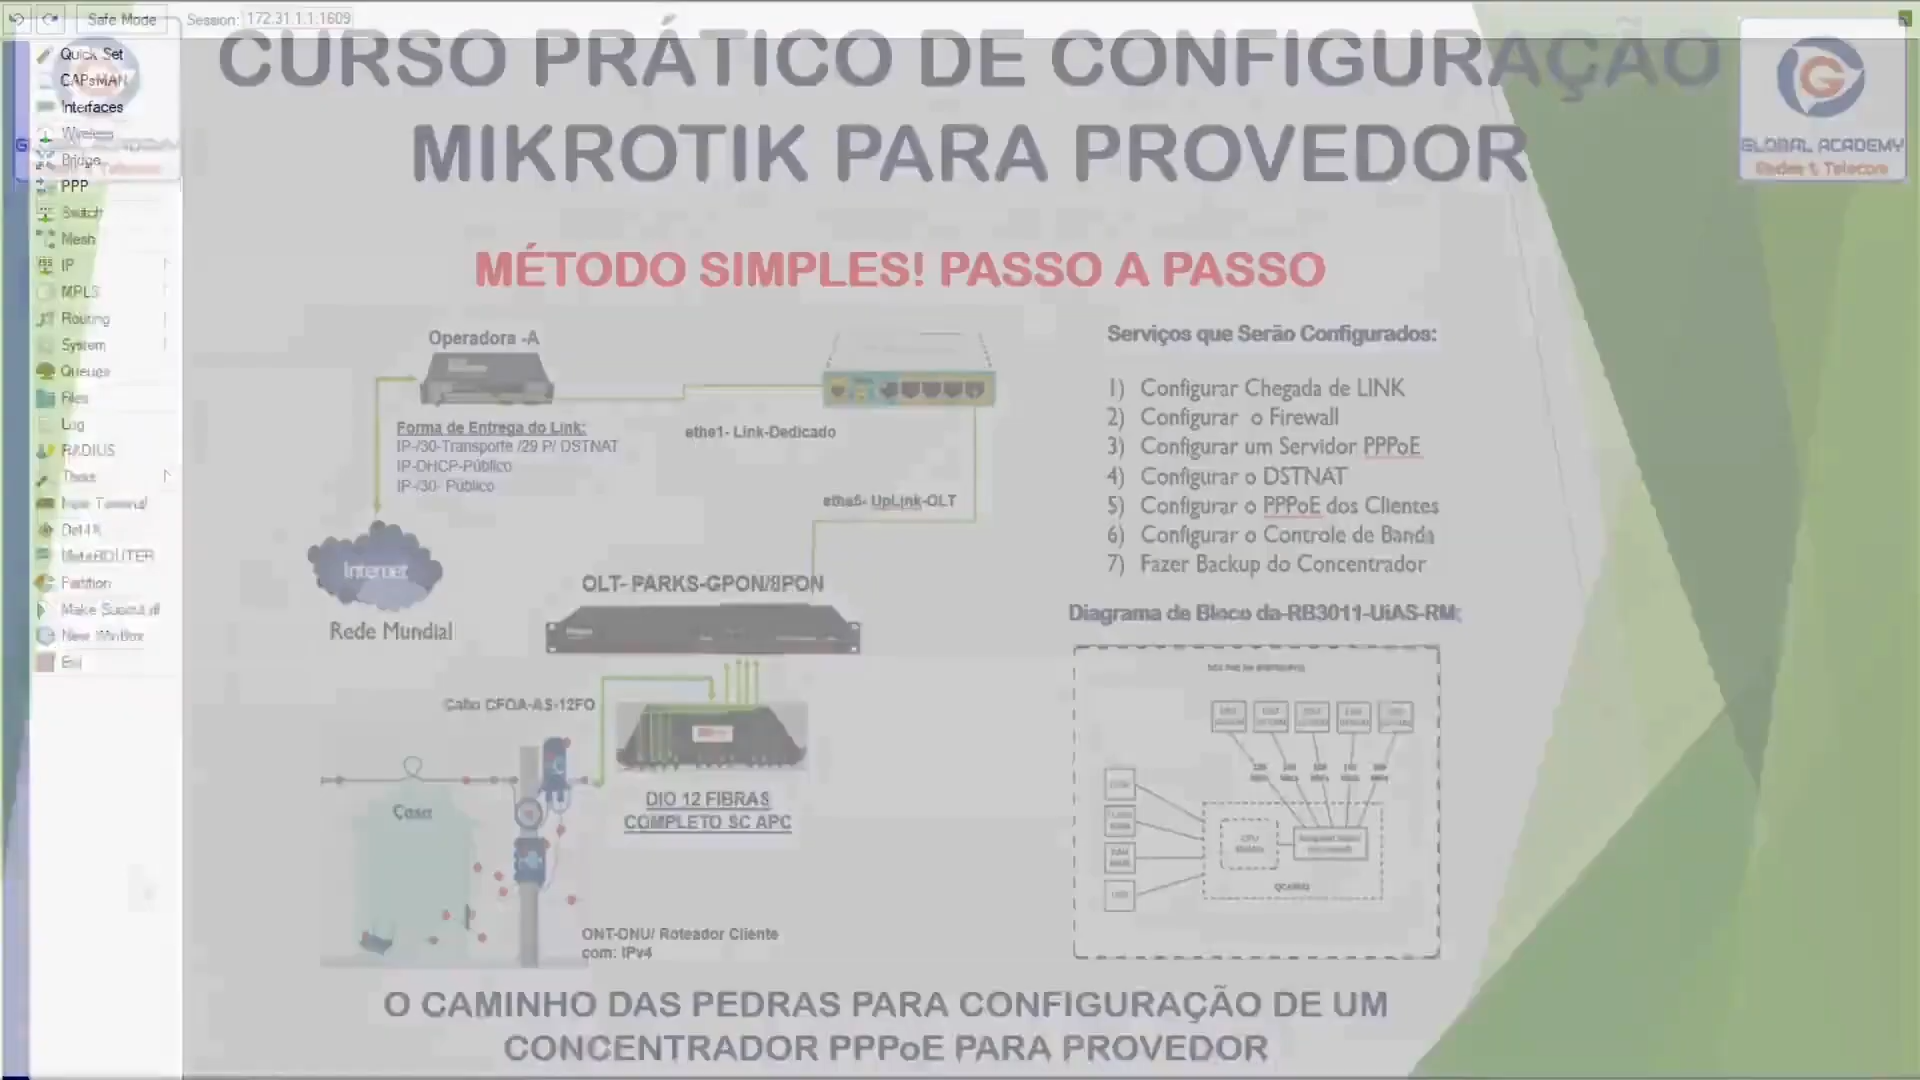 Safe Mode
Session: 172.31.1.1:1609
Quick Set
CAPsMAN
Interfaces
Wireless
Bridge
PPP
Switch
Mesh
IP
MPLS
Routing
System
Queues
Files
Log
RADIUS
Tools
New Terminal
Dot1X
MetaROUTER
Partition
Make Supout.rif
New WinBox
Exit
CURSO PRÁTICO DE CONFIGURAÇÃO
MIKROTIK PARA PROVEDOR
GLOBAL ACADEMY
Redes & Telecom
MÉTODO SIMPLES! PASSO A PASSO
Operadora -A
Forma de Entrega do Link:
IP-/30-Transporte /29 P/ DSTNAT
IP-DHCP-Público
IP-/30- Público
ethe1- Link-Dedicado
ethe5- UpLink-OLT
Internet
Rede Mundial
OLT- PARKS-GPON/8PON
Cabo CFOA-AS-12FO
Casa
DIO 12 FIBRAS
COMPLETO SC APC
ONT-ONU/ Roteador Cliente
com: IPv4
Serviços que Serão Configurados:
1) Configurar Chegada de LINK
2) Configurar o Firewall
3) Configurar um Servidor PPPoE
4) Configurar o DSTNAT
5) Configurar o PPPoE dos Clientes
6) Configurar o Controle de Banda
7) Fazer Backup do Concentrador
Diagrama de Bloco da-RB3011-UiAS-RM;
CPU
O CAMINHO DAS PEDRAS PARA CONFIGURAÇÃO DE UM
CONCENTRADOR PPPoE PARA PROVEDOR